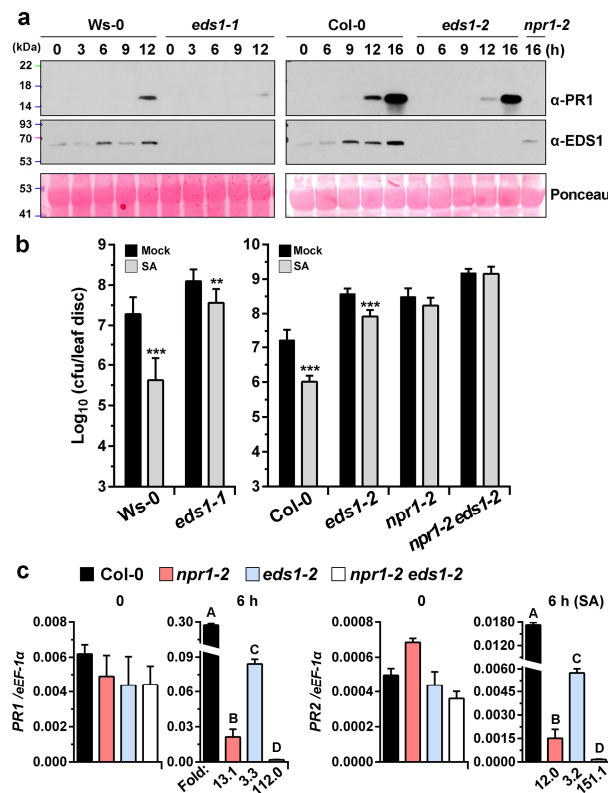 a
Ws-0 eds1-1 Col-0 eds1-2 npr1-2
(kDa) 0 3 6 9 12 0 3 6 9 12 0 6 9 12 16 0 6 9 12 16 16 (h)
22
18
14
α-PR1
93
70
53
α-EDS1
53
41
Ponceau
b
Log10 (cfu/leaf disc)
9
8
7
6
5
4
3
Mock
SA
***
**
Ws-0 eds1-1
10
9
8
7
6
5
4
3
Mock
SA
***
***
Col-0 eds1-2 npr1-2 npr1-2 eds1-2
c
Col-0 npr1-2 eds1-2 npr1-2 eds1-2
0 6 h 0 6 h (SA)
PR1 /eEF-1α
0.008
0.006
0.004
0.002
0.000
0.30
0.09
0.06
0.03
0.00
A
B
C
D
Fold: 13.1 3.3 112.0
PR2 /eEF-1α
0.0008
0.0006
0.0004
0.0002
0.0000
0.0180
0.0060
0.0045
0.0030
0.0015
0.0000
A
B
C
D
12.0 3.2 151.1